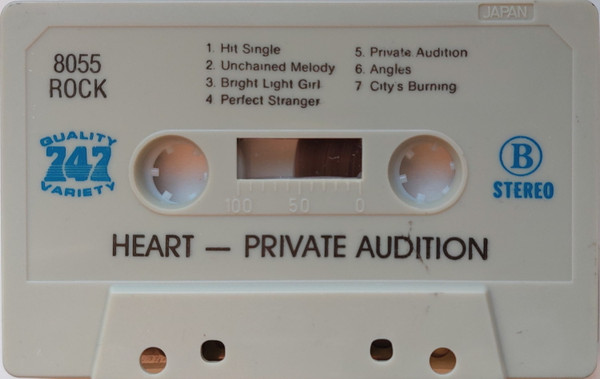 JAPAN
8055
ROCK
1. Hit Single
2. Unchained Melody
3. Bright Light Girl
4 Perfect Stranger
5. Private Audition
6. Angles
7 City's Burning
QUALITY
747
VARIETY
B
STEREO
100 50 0
HEART — PRIVATE AUDITION